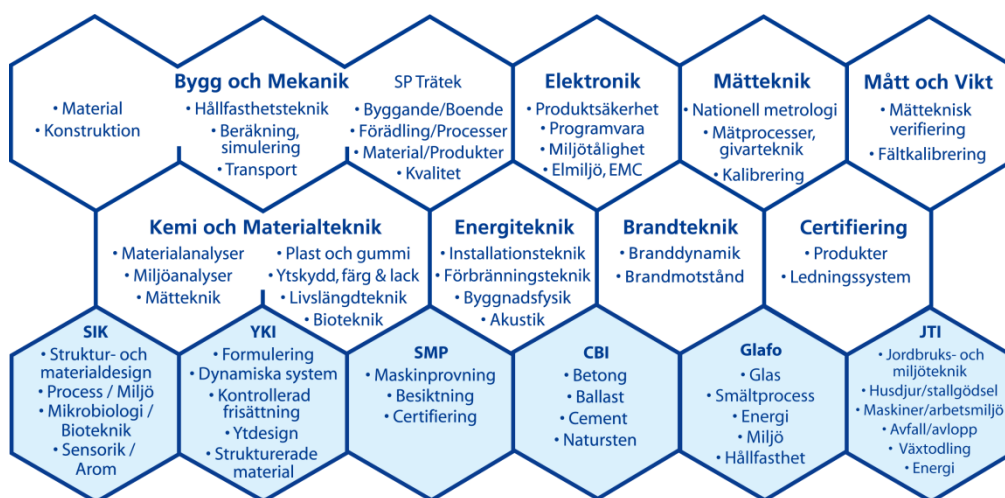 Bygg och Mekanik
• Material
• Konstruktion
• Hållfasthetsteknik
• Beräkning,
simulering
• Transport
SP Trätek
• Byggande/Boende
• Förädling/Processer
• Material/Produkter
• Kvalitet
Elektronik
• Produktsäkerhet
• Programvara
• Miljötålighet
• Elmiljö, EMC
Mätteknik
• Nationell metrologi
• Mätprocesser,
givarteknik
• Kalibrering
Mått och Vikt
• Mätteknisk
verifiering
• Fältkalibrering
Kemi och Materialteknik
• Materialanalyser
• Miljöanalyser
• Mätteknik
• Plast och gummi
• Ytskydd, färg & lack
• Livslängdteknik
• Bioteknik
Energiteknik
• Installationsteknik
• Förbränningsteknik
• Byggnadsfysik
• Akustik
Brandteknik
• Branddynamik
• Brandmotstånd
Certifiering
• Produkter
• Ledningssystem
SIK
• Struktur- och
materialdesign
• Process / Miljö
• Mikrobiologi /
Bioteknik
• Sensorik /
Arom
YKI
• Formulering
• Dynamiska system
• Kontrollerad
frisättning
• Ytdesign
• Strukturerade
material
SMP
• Maskinprovning
• Besiktning
• Certifiering
CBI
• Betong
• Ballast
• Cement
• Natursten
Glafo
• Glas
• Smältprocess
• Energi
• Miljö
• Hållfasthet
JTI
• Jordbruks- och
miljöteknik
• Husdjur/stallgödsel
• Maskiner/arbetsmiljö
• Avfall/avlopp
• Växtodling
• Energi